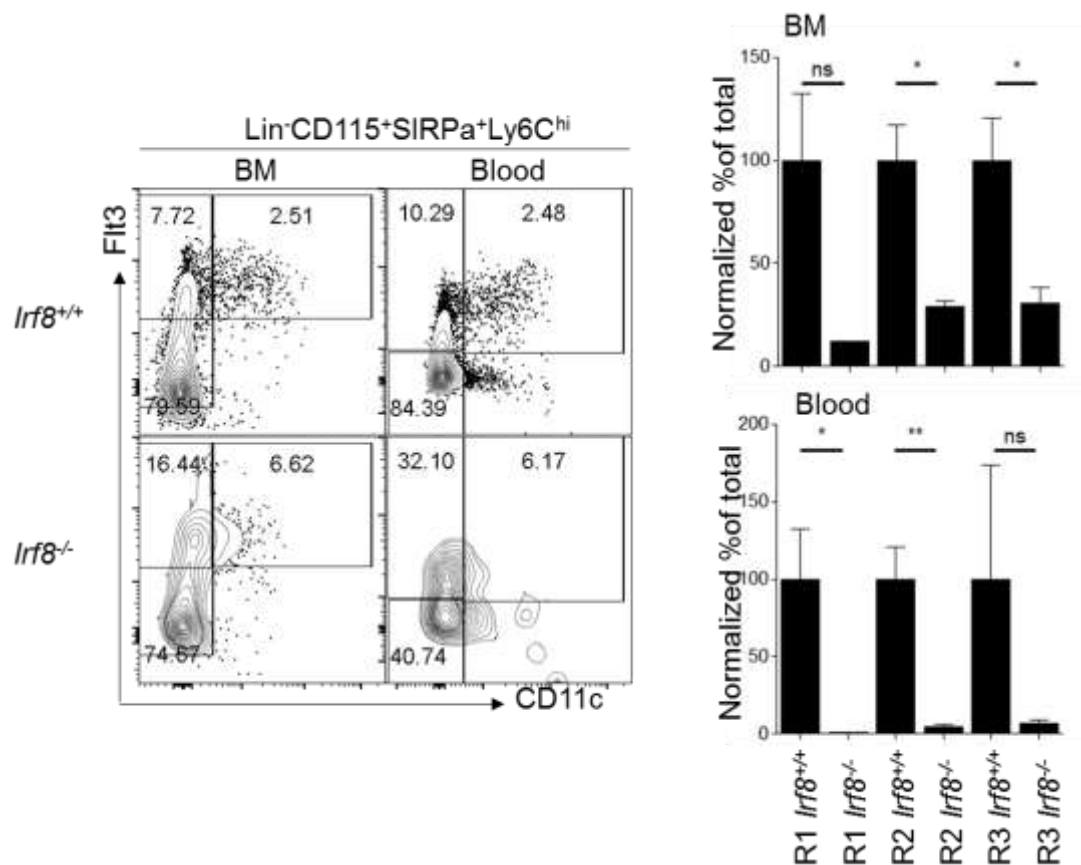 Lin-CD115+SIRPa+Ly6Chi
BM Blood
Flt3
Irf8+/+
7.72 2.51 10.29 2.48
79.59 84.39
Irf8-/-
16.44 6.62 32.10 6.17
74.67 40.74
CD11c
BM
Normalized % of total
150
100
50
0
ns * *
Blood
Normalized % of total
200
150
100
50
0
* ** ns
R1 Irf8+/+
R1 Irf8-/-
R2 Irf8+/+
R2 Irf8-/-
R3 Irf8+/+
R3 Irf8-/-